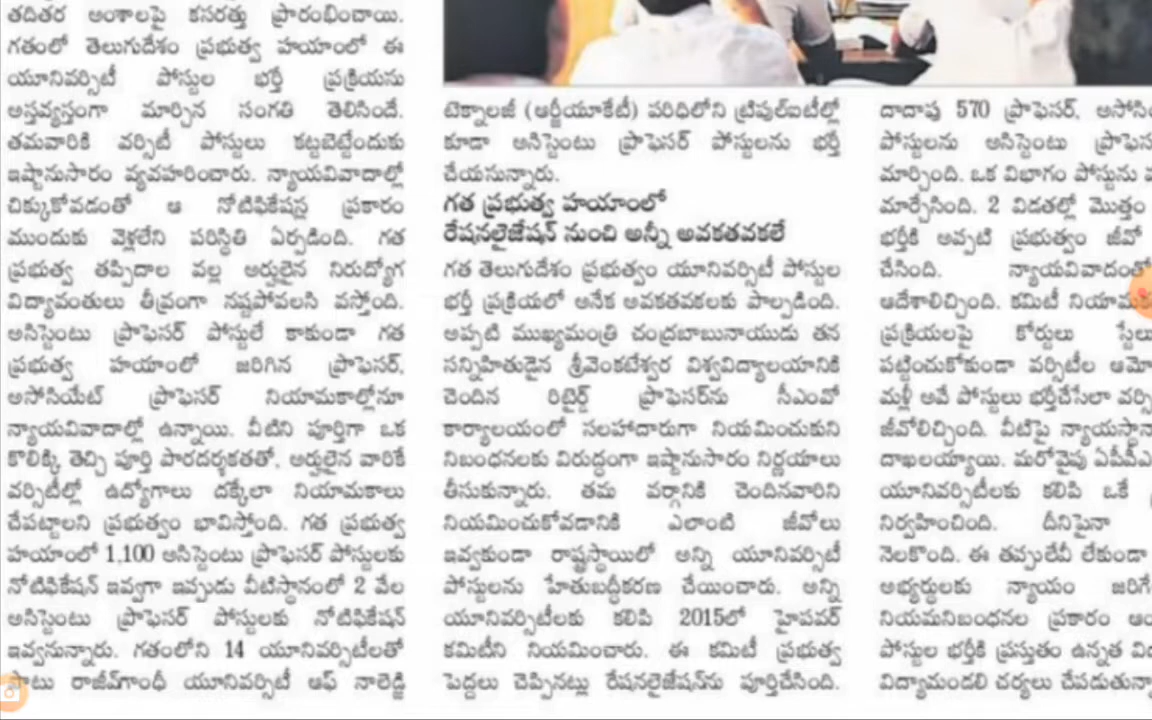 తదితర అంశాలపై కసరత్తు ప్రారంభించాయి.
గతంలో తెలుగుదేశం ప్రభుత్వ హయాంలో ఈ
యూనివర్సిటీ పోస్టుల భర్తీ ప్రక్రియను
అస్తవ్యస్తంగా మార్చిన సంగతి తెలిసిందే.
తమవారికి వర్సిటీ పోస్టులు కట్టబెట్టేందుకు
ఇష్టానుసారం వ్యవహరించారు. న్యాయవివాదాల్లో
చిక్కుకోవడంతో ఆ నోటిఫికేషన్ల ప్రకారం
ముందుకు వెళ్లలేని పరిస్థితి ఏర్పడింది. గత
ప్రభుత్వ తప్పిదాల వల్ల అర్హులైన నిరుద్యోగ
విద్యావంతులు తీవ్రంగా నష్టపోవలసి వస్తోంది.
అసిస్టెంటు ప్రొఫెసర్ పోస్టులే కాకుండా గత
ప్రభుత్వ హయాంలో జరిగిన ప్రొఫెసర్,
అసోసియేట్ ప్రొఫెసర్ నియామకాల్లోనూ
న్యాయవివాదాల్లో ఉన్నాయి. వీటిని పూర్తిగా ఒక
కొలిక్కి తెచ్చి పూర్తి పారదర్శకతతో, అర్హులైన వారికే
వర్సిటీల్లో ఉద్యోగాలు దక్కేలా నియామకాలు
చేపట్టాలని ప్రభుత్వం భావిస్తోంది. గత ప్రభుత్వ
హయాంలో 1,100 అసిస్టెంటు ప్రొఫెసర్ పోస్టులకు
నోటిఫికేషన్ ఇవ్వగా ఇప్పుడు వీటిస్థానంలో 2 వేల
అసిస్టెంటు ప్రొఫెసర్ పోస్టులకు నోటిఫికేషన్
ఇవ్వనున్నారు. గతంలోని 14 యూనివర్సిటీలతో
పాటు రాజీవ్‌గాంధీ యూనివర్సిటీ ఆఫ్ నాలెడ్జి
టెక్నాలజీ (ఆర్జీయూకేటీ) పరిధిలోని ట్రిపుల్‌ఐటీల్లో
కూడా అసిస్టెంటు ప్రొఫెసర్ పోస్టులను భర్తీ
చేయనున్నారు.
గత ప్రభుత్వ హయాంలో
రేషనలైజేషన్ నుంచి అన్నీ అవకతవకలే
గత తెలుగుదేశం ప్రభుత్వం యూనివర్సిటీ పోస్టుల
భర్తీ ప్రక్రియలో అనేక అవకతవకలకు పాల్పడింది.
అప్పటి ముఖ్యమంత్రి చంద్రబాబునాయుడు తన
సన్నిహితుడైన శ్రీవెంకటేశ్వర విశ్వవిద్యాలయానికి
చెందిన రిటైర్డ్ ప్రొఫెసర్‌ను సీఎంవో
కార్యాలయంలో సలహాదారుగా నియమించుకుని
నిబంధనలకు విరుద్ధంగా ఇష్టానుసారం నిర్ణయాలు
తీసుకున్నారు. తమ వర్గానికి చెందినవారిని
నియమించుకోవడానికి ఎలాంటి జీవోలు
ఇవ్వకుండా రాష్ట్రస్థాయిలో అన్ని యూనివర్సిటీ
పోస్టులను హేతుబద్ధీకరణ చేయించారు. అన్ని
యూనివర్సిటీలకు కలిపి 2015లో హైపవర్
కమిటీని నియమించారు. ఈ కమిటీ ప్రభుత్వ
పెద్దలు చెప్పినట్లు రేషనలైజేషన్‌ను పూర్తిచేసింది.
దాదాపు 570 ప్రొఫెసర్,
పోస్టులను అసిస్టెంటు
మార్చింది. ఒక విభాగం పోస్టును
మార్చేసింది. 2 విడతల్లో మొత్తం
భర్తీకి అప్పటి ప్రభుత్వం జీవో
చేసింది. న్యాయవివాదంతో
ఆదేశాలిచ్చింది. కమిటీ
ప్రక్రియలపై కోర్టులు
పట్టించుకోకుండా వర్సిటీల
మళ్లీ అవే పోస్టులు భర్తీచేసేలా
జీవోలిచ్చింది. వీటిపై
దాఖలయ్యాయి. మరోవైపు
యూనివర్సిటీలకు కలిపి ఒకే
నిర్వహించింది. దీనిపైనా
నెలకొంది. ఈ తప్పులేవీ లేకుండా
అభ్యర్థులకు న్యాయం
నియమనిబంధనల ప్రకారం
పోస్టుల భర్తీకి ప్రస్తుతం ఉన్నత
విద్యామండలి చర్యలు